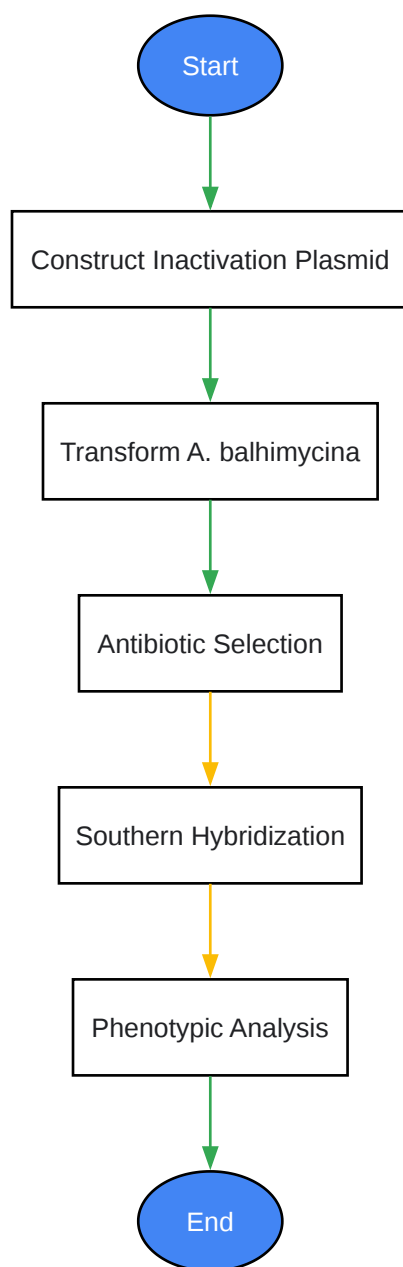 Start
Construct Inactivation Plasmid
Transform A. balhimycina
Antibiotic Selection
Southern Hybridization
Phenotypic Analysis
End